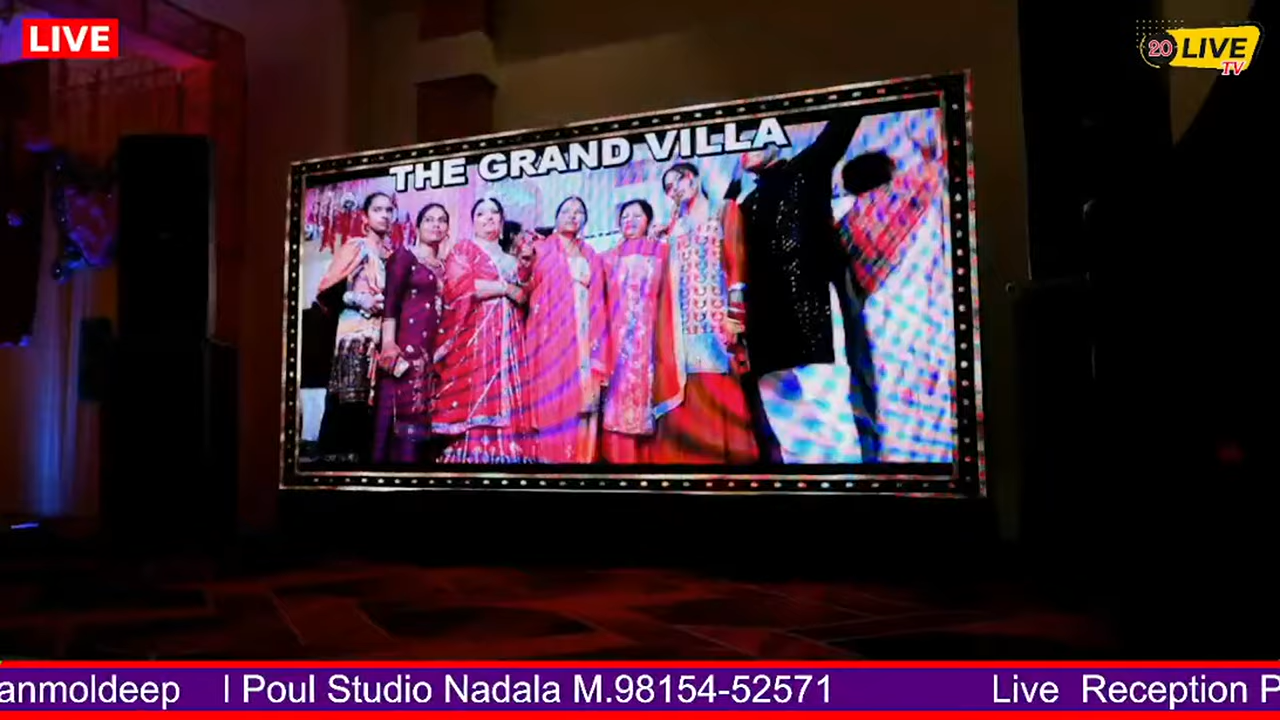 LIVE
20 LIVE
TV
THE GRAND VILLA
anmoldeep | Poul Studio Nadala M.98154-52571 Live Reception P